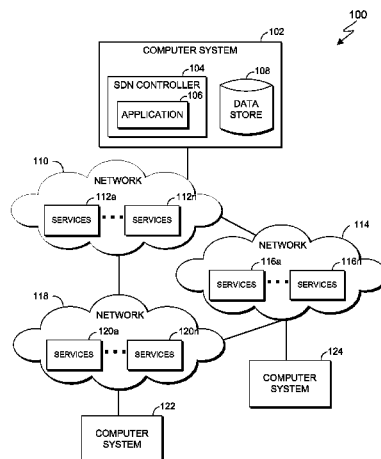 100
102
COMPUTER SYSTEM
104
SDN CONTROLLER
106
APPLICATION
108
DATA
STORE
110
NETWORK
112a
112n
SERVICES
SERVICES
114
NETWORK
116a
116n
SERVICES
SERVICES
118
NETWORK
120a
120n
SERVICES
SERVICES
124
COMPUTER
SYSTEM
122
COMPUTER
SYSTEM